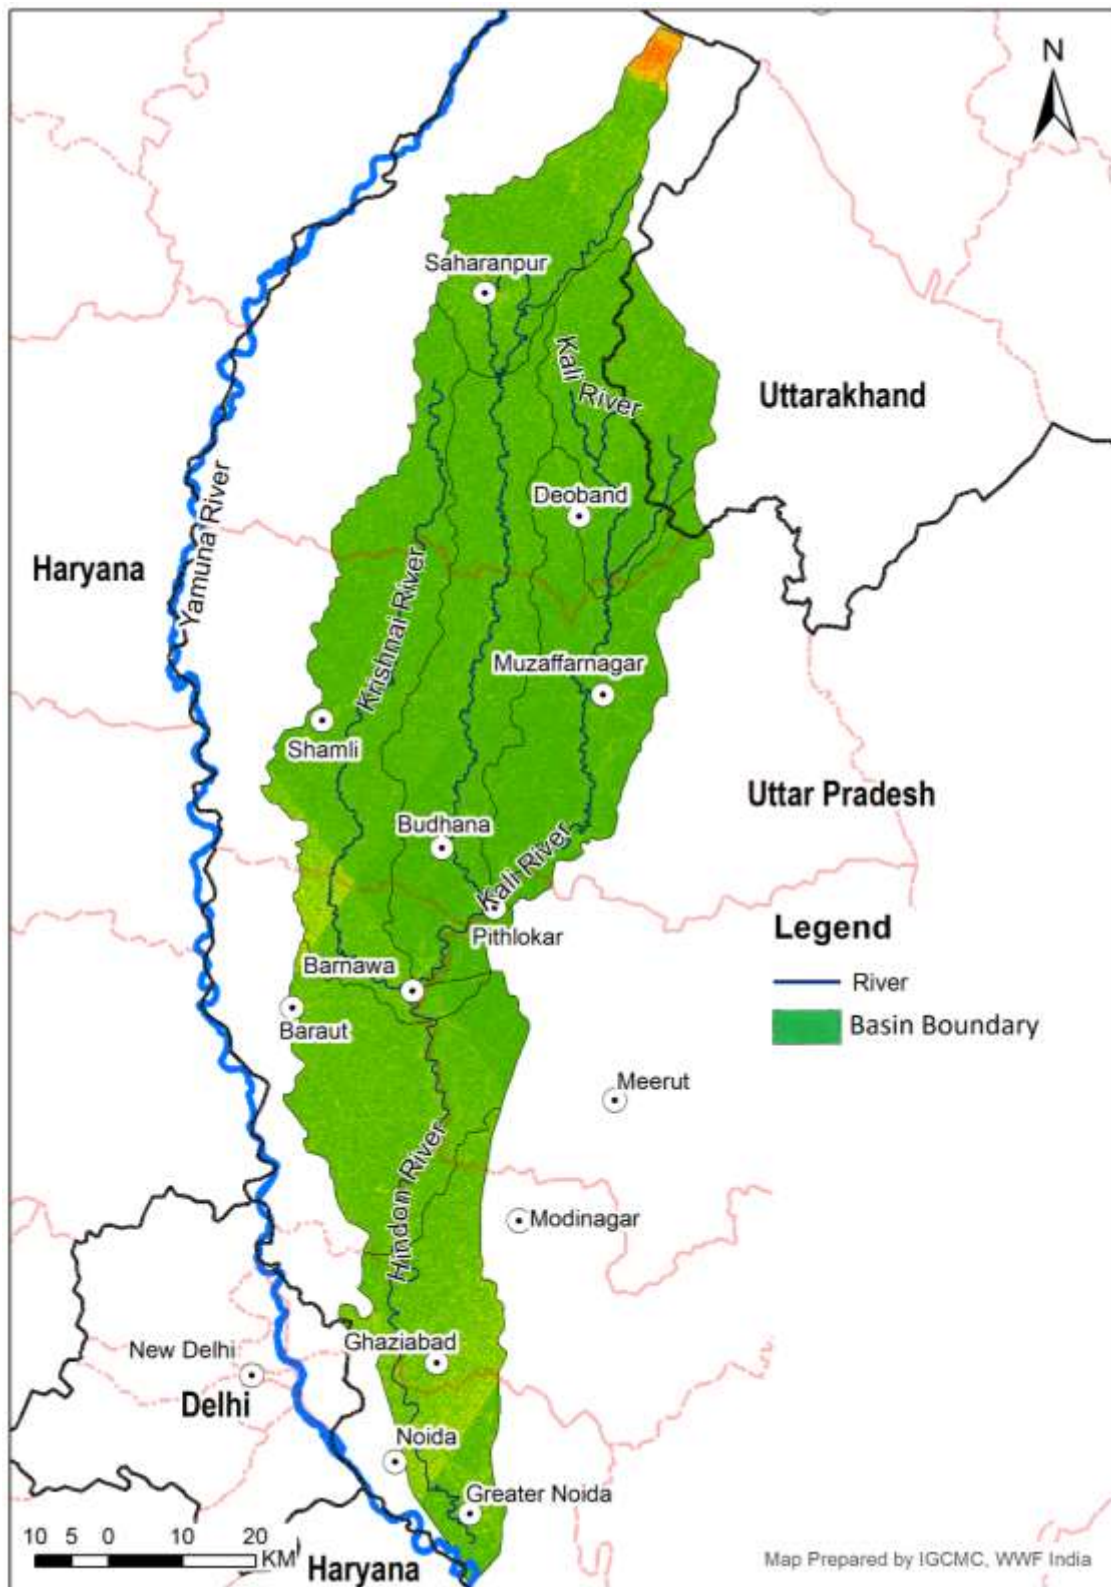 N
Saharanpur
Kali River
Uttarakhand
Yamuna River
Deoband
Haryana
Krishnai River
Muzaffarnagar
Shamli
Uttar Pradesh
Budhana
Kali River
Legend
Pithlokar
Barnawa
River
Baraut
Basin Boundary
Meerut
Hindon River
Modinagar
New Delhi
Ghaziabad
Delhi
Noida
Greater Noida
10 5 0 10 20
KM
Haryana
Map Prepared by IGCMC, WWF India